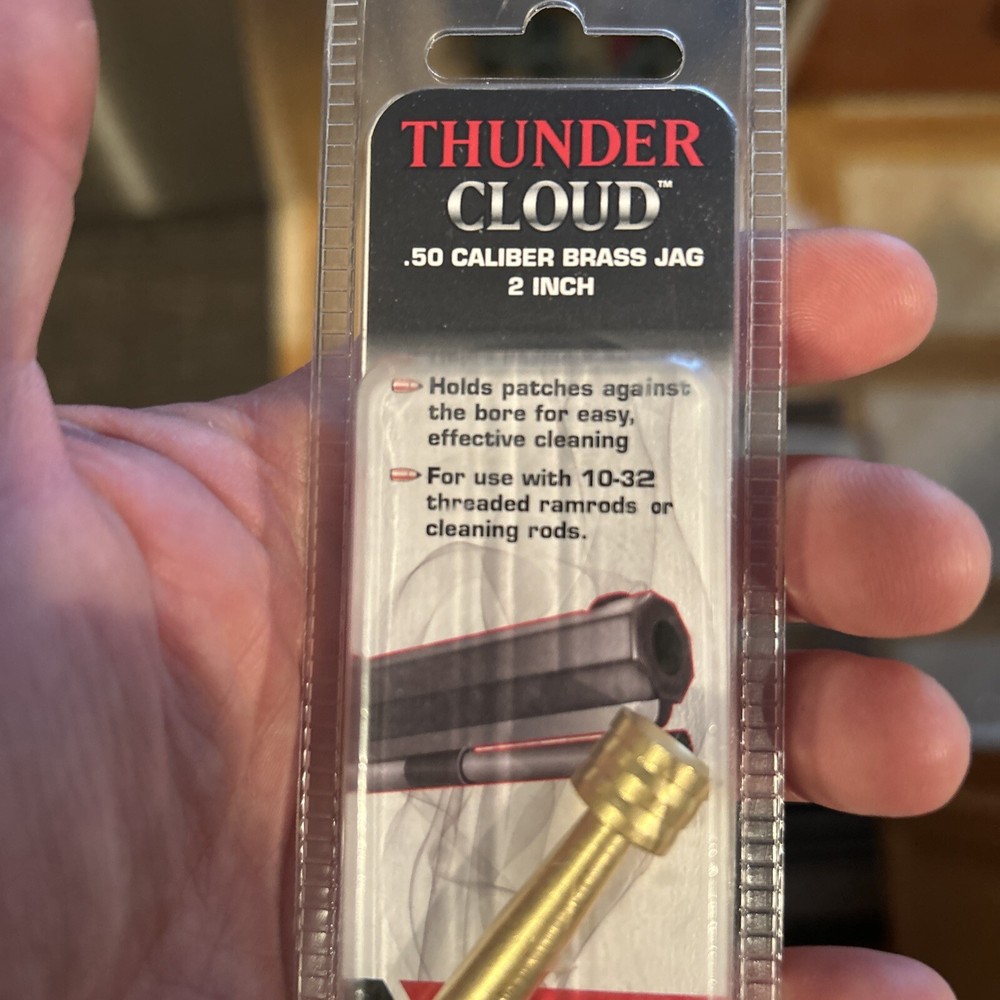 THUNDER
CLOUD™
.50 CALIBER BRASS JAG
2 INCH
Holds patches against
the bore for easy,
effective cleaning
For use with 10-32
threaded ramrods or
cleaning rods.